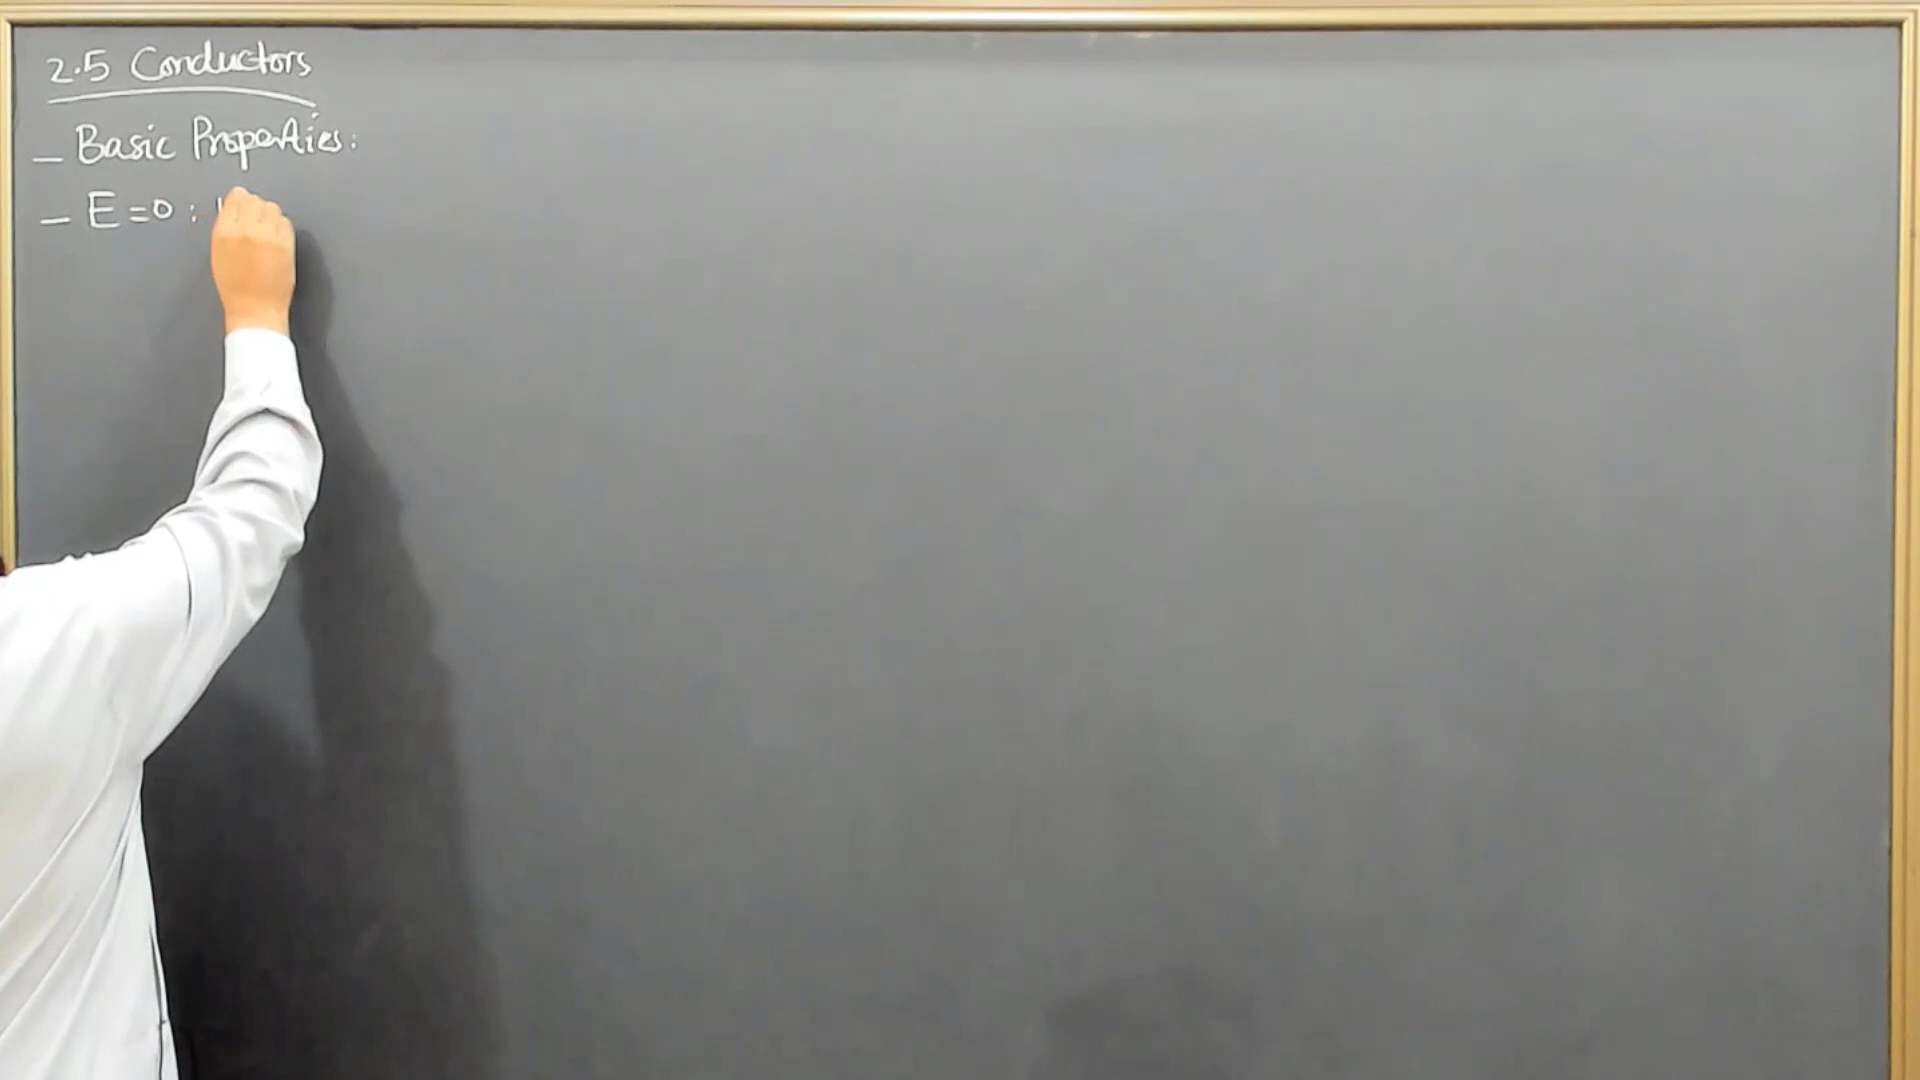 2.5 Conductors
- Basic Properties:
- E=0 :